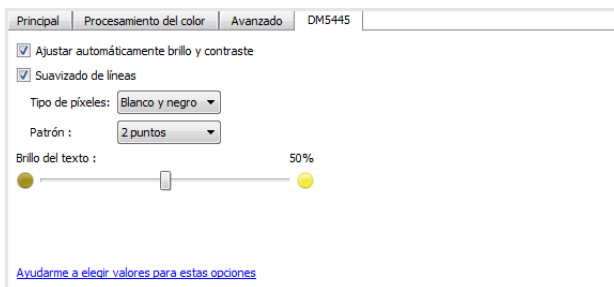 Principal Procesamiento del color Avanzado DM5445
Ajustar automáticamente brillo y contraste
Suavizado de líneas
Tipo de píxeles: Blanco y negro
Patrón : 2 puntos
Brillo del texto : 50%
Ayudarme a elegir valores para estas opciones